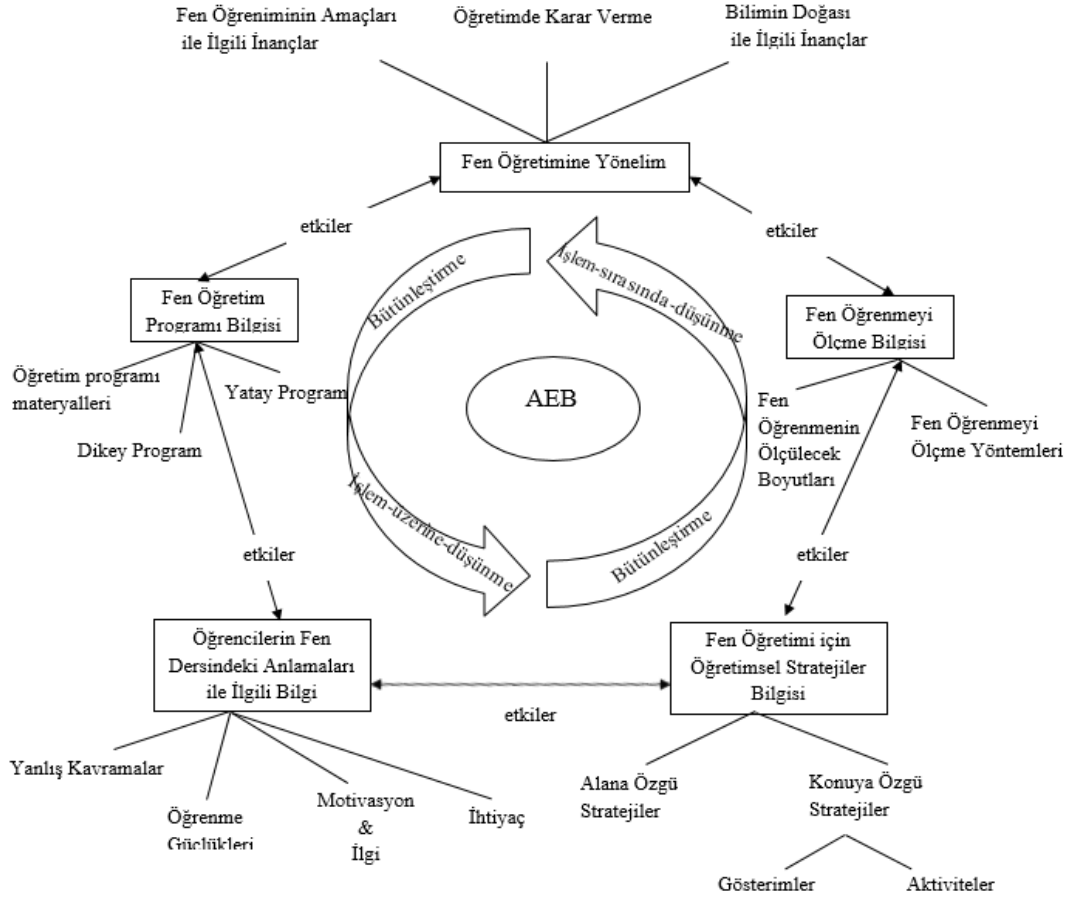 Fen Öğreniminin Amaçları
ile İlgili İnançlar
Öğretimde Karar Verme
Bilimin Doğası
ile İlgili İnançlar
Fen Öğretimine Yönelim
etkiler
etkiler
Bütünleştirme
İşlem-sırasında-düşünme
Fen Öğretim
Programı Bilgisi
Fen Öğrenmeyi
Ölçme Bilgisi
Öğretim programı
materyalleri
Yatay Program
Dikey Program
AEB
Fen
Öğrenmenin
Ölçülecek
Boyutları
Fen Öğrenmeyi
Ölçme Yöntemleri
İşlem-üzerine-düşünme
Bütünleştirme
etkiler
etkiler
Öğrencilerin Fen
Dersindeki Anlamaları
ile İlgili Bilgi
Fen Öğretimi için
Öğretimsel Stratejiler
Bilgisi
etkiler
Yanlış Kavramalar
Öğrenme
Güçlükleri
Motivasyon
&
İlgi
İhtiyaç
Alana Özgü
Stratejiler
Konuya Özgü
Stratejiler
Gösterimler
Aktiviteler